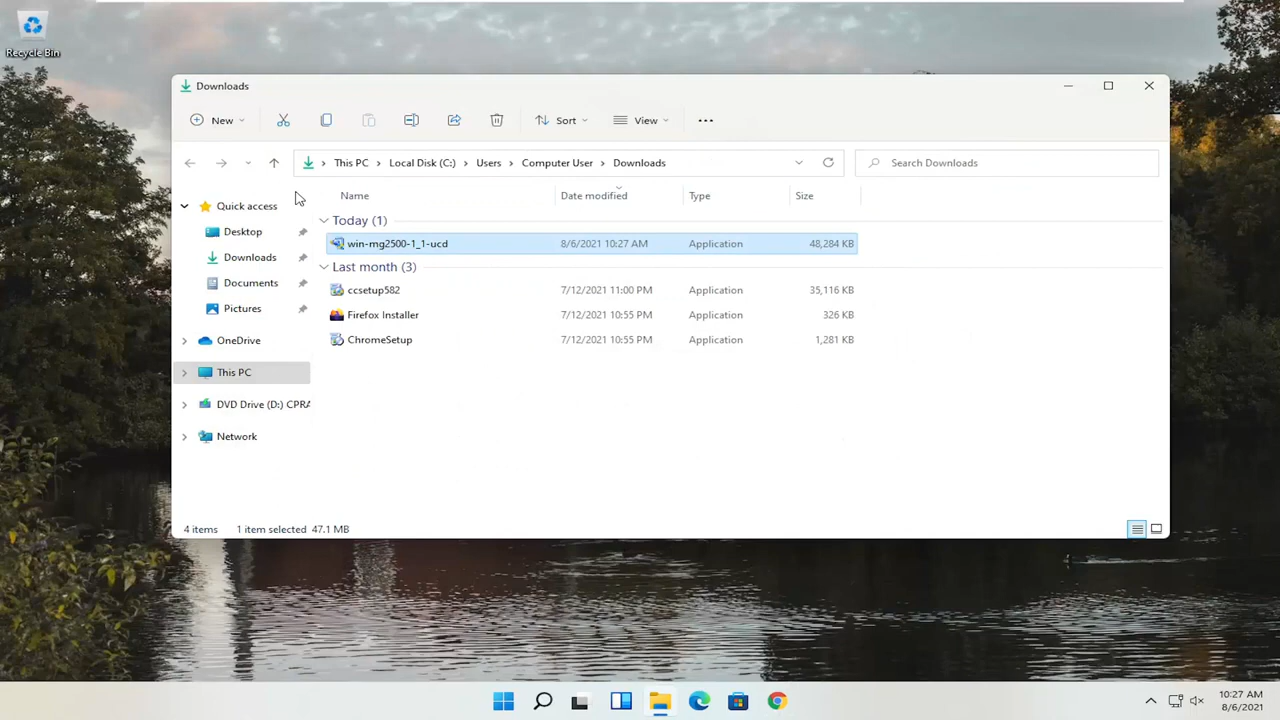 Recycle Bin
Downloads
New
Sort
View
This PC > Local Disk (C:) > Users > Computer User > Downloads
Search Downloads
Name Date modified Type Size
Quick access
Desktop
Downloads
Documents
Pictures
OneDrive
This PC
DVD Drive (D:) CPRA
Network
Today (1)
win-mg2500-1_1-ucd 8/6/2021 10:27 AM Application 48,284 KB
Last month (3)
ccsetup582 7/12/2021 11:00 PM Application 35,116 KB
Firefox Installer 7/12/2021 10:55 PM Application 326 KB
ChromeSetup 7/12/2021 10:55 PM Application 1,281 KB
4 items 1 item selected 47.1 MB
10:27 AM
8/6/2021